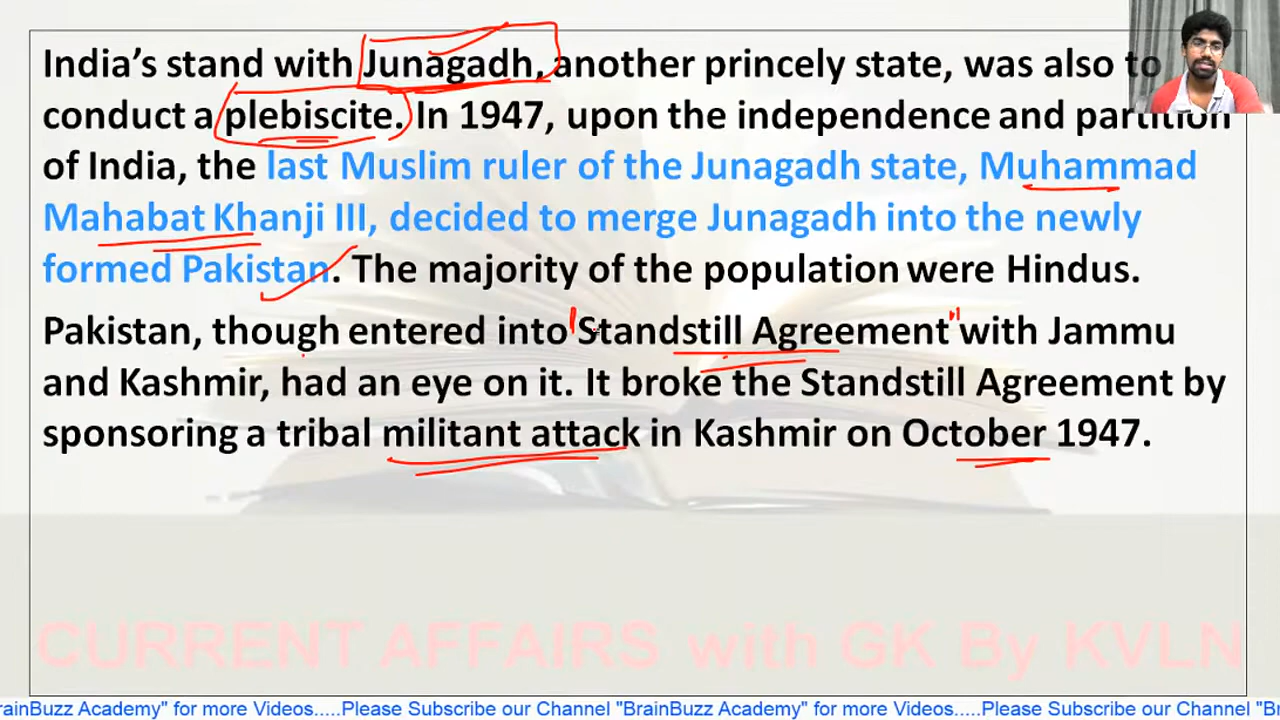 India's stand with Junagadh, another princely state, was also to
conduct a plebiscite. In 1947, upon the independence and partition
of India, the last Muslim ruler of the Junagadh state, Muhammad
Mahabat Khanji III, decided to merge Junagadh into the newly
formed Pakistan. The majority of the population were Hindus.
Pakistan, though entered into 'Standstill Agreement" with Jammu
and Kashmir, had an eye on it. It broke the Standstill Agreement by
sponsoring a tribal militant attack in Kashmir on October 1947.
CURRENT AFFAIRS with GK By KVLN
rainBuzz Academy" for more Videos.....Please Subscribe our Channel "BrainBuzz Academy" for more Videos.....Please Subscribe our Channel "B